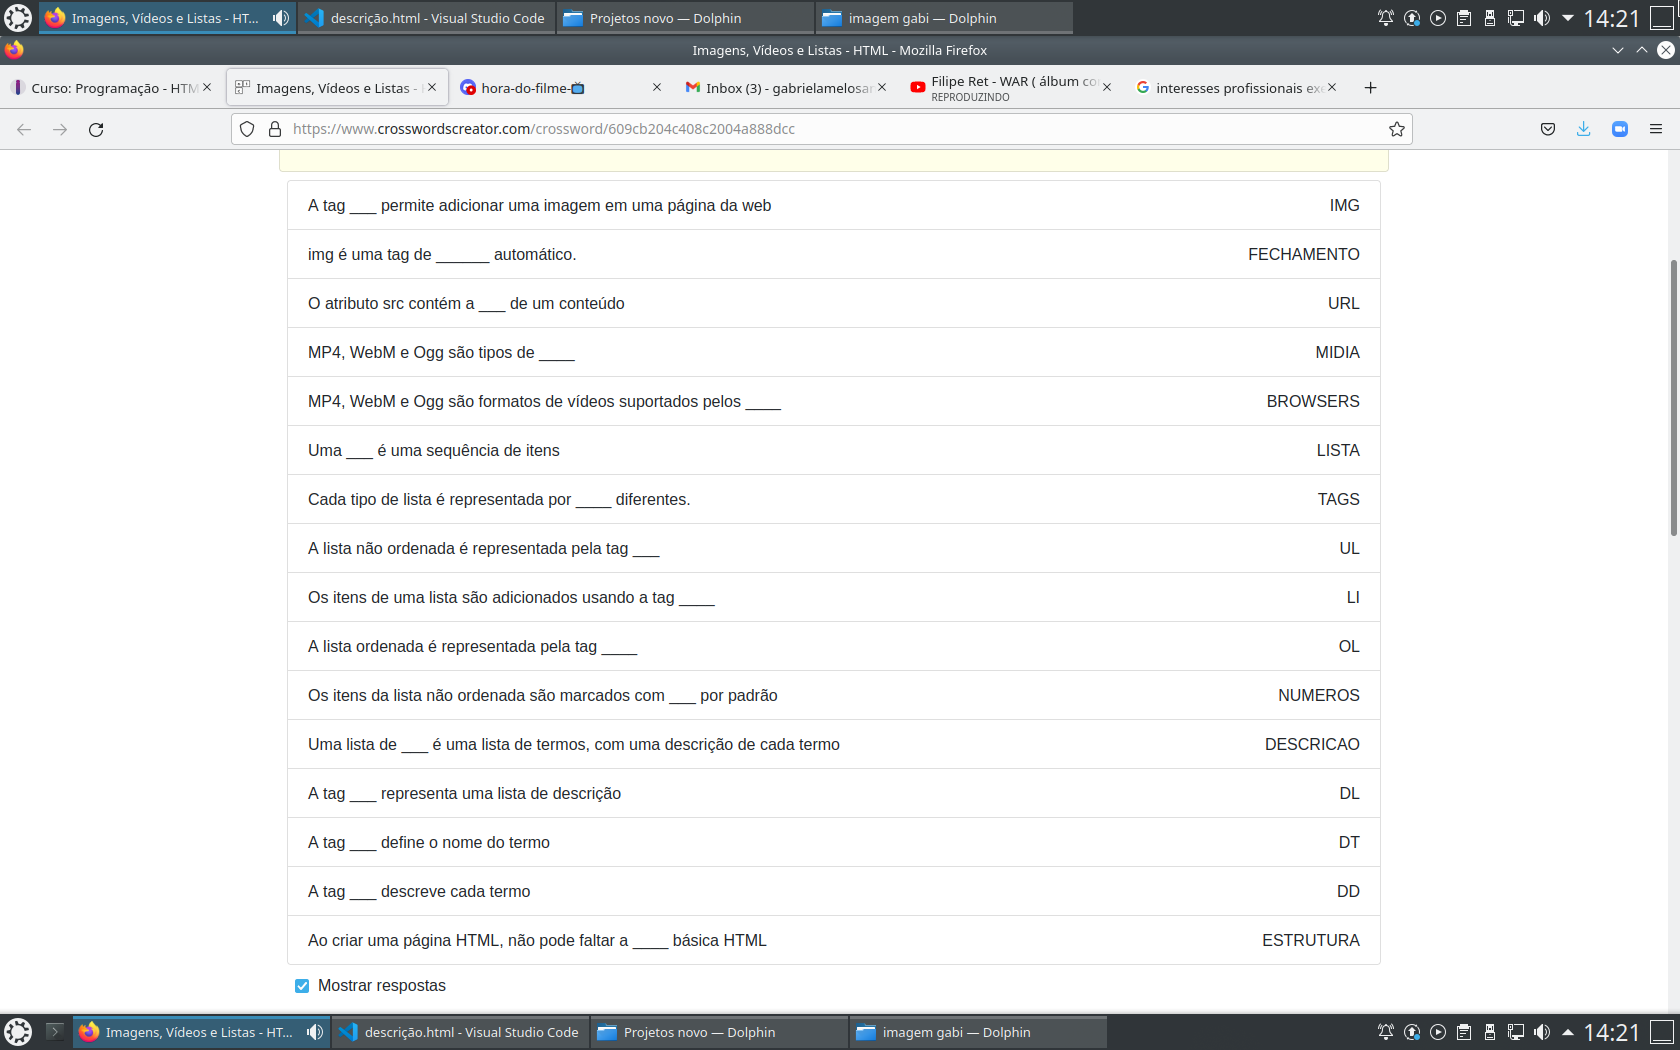 Imagens, Vídeos e Listas - HT...
descrição.html - Visual Studio Code
Projetos novo — Dolphin
imagem gabi — Dolphin
14:21
Imagens, Vídeos e Listas - HTML - Mozilla Firefox
Curso: Programação - HTM
Imagens, Vídeos e Listas -
hora-do-filme-
Inbox (3) - gabrielamelosar
Filipe Ret - WAR ( álbum co
REPRODUZINDO
interesses profissionais exe
https://www.crosswordscreator.com/crossword/609cb204c408c2004a888dcc
A tag ___ permite adicionar uma imagem em uma página da web IMG
img é uma tag de ______ automático. FECHAMENTO
O atributo src contém a ___ de um conteúdo URL
MP4, WebM e Ogg são tipos de ____ MIDIA
MP4, WebM e Ogg são formatos de vídeos suportados pelos ____ BROWSERS
Uma ___ é uma sequência de itens LISTA
Cada tipo de lista é representada por ____ diferentes. TAGS
A lista não ordenada é representada pela tag ___ UL
Os itens de uma lista são adicionados usando a tag ____ LI
A lista ordenada é representada pela tag ____ OL
Os itens da lista não ordenada são marcados com ___ por padrão NUMEROS
Uma lista de ___ é uma lista de termos, com uma descrição de cada termo DESCRICAO
A tag ___ representa uma lista de descrição DL
A tag ___ define o nome do termo DT
A tag ___ descreve cada termo DD
Ao criar uma página HTML, não pode faltar a ____ básica HTML ESTRUTURA
Mostrar respostas
Imagens, Vídeos e Listas - HT...
descrição.html - Visual Studio Code
Projetos novo — Dolphin
imagem gabi — Dolphin
14:21